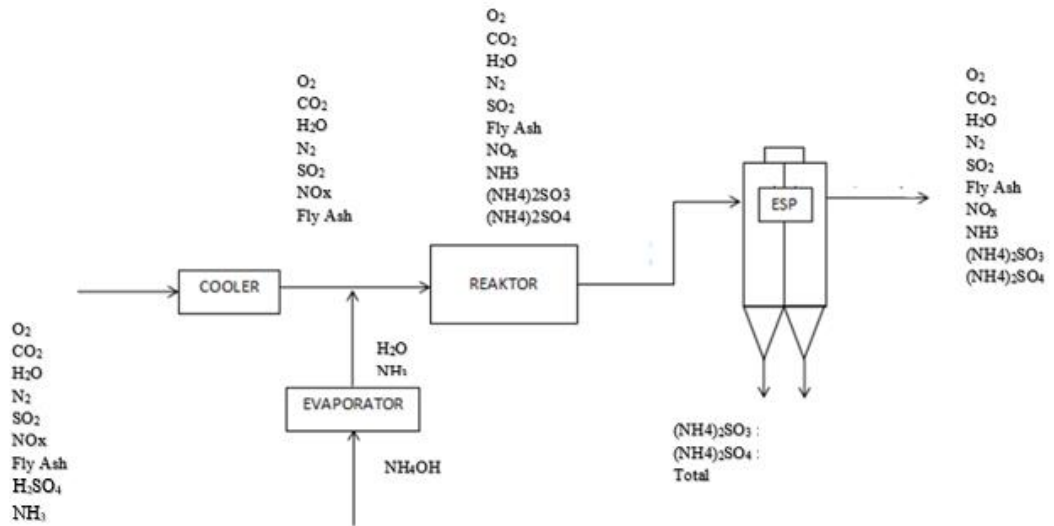 O₂
CO₂
H₂O
N₂
SO₂
NOx
Fly Ash
H₂SO₄
NH₃
COOLER
O₂
CO₂
H₂O
N₂
SO₂
NOx
Fly Ash
H₂O
NH₃
EVAPORATOR
NH₄OH
O₂
CO₂
H₂O
N₂
SO₂
Fly Ash
NOₓ
NH3
(NH4)2SO3
(NH4)2SO4
REAKTOR
ESP
(NH4)₂SO₃ :
(NH4)₂SO₄ :
Total
O₂
CO₂
H₂O
N₂
SO₂
Fly Ash
NOₓ
NH3
(NH4)₂SO₃
(NH4)₂SO₄